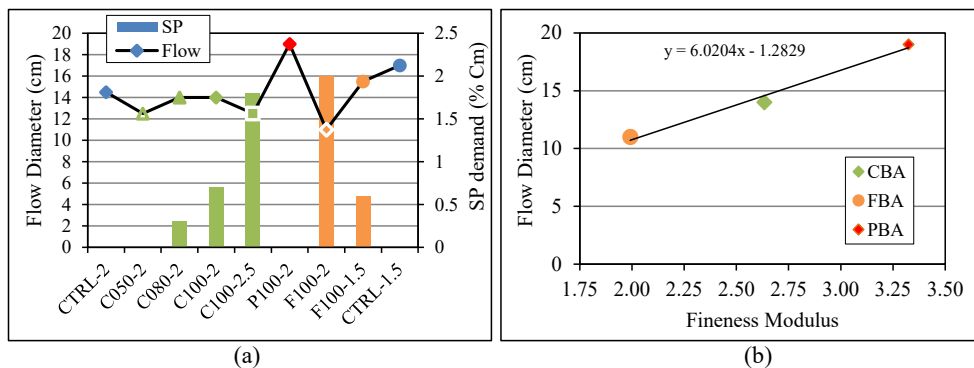 SP
Flow
Flow Diameter (cm)
20
18
16
14
12
10
8
6
4
2
0
2.5
2
1.5
1
0.5
0
SP demand (% Cm)
CTRL-2
C050-2
C080-2
C100-2
C100-2.5
P100-2
F100-2
F100-1.5
CTRL-1.5
(a)
y = 6.0204x - 1.2829
Flow Diameter (cm)
20
15
10
5
0
CBA
FBA
PBA
1.75
2.00
2.25
2.50
2.75
3.00
3.25
3.50
Fineness Modulus
(b)